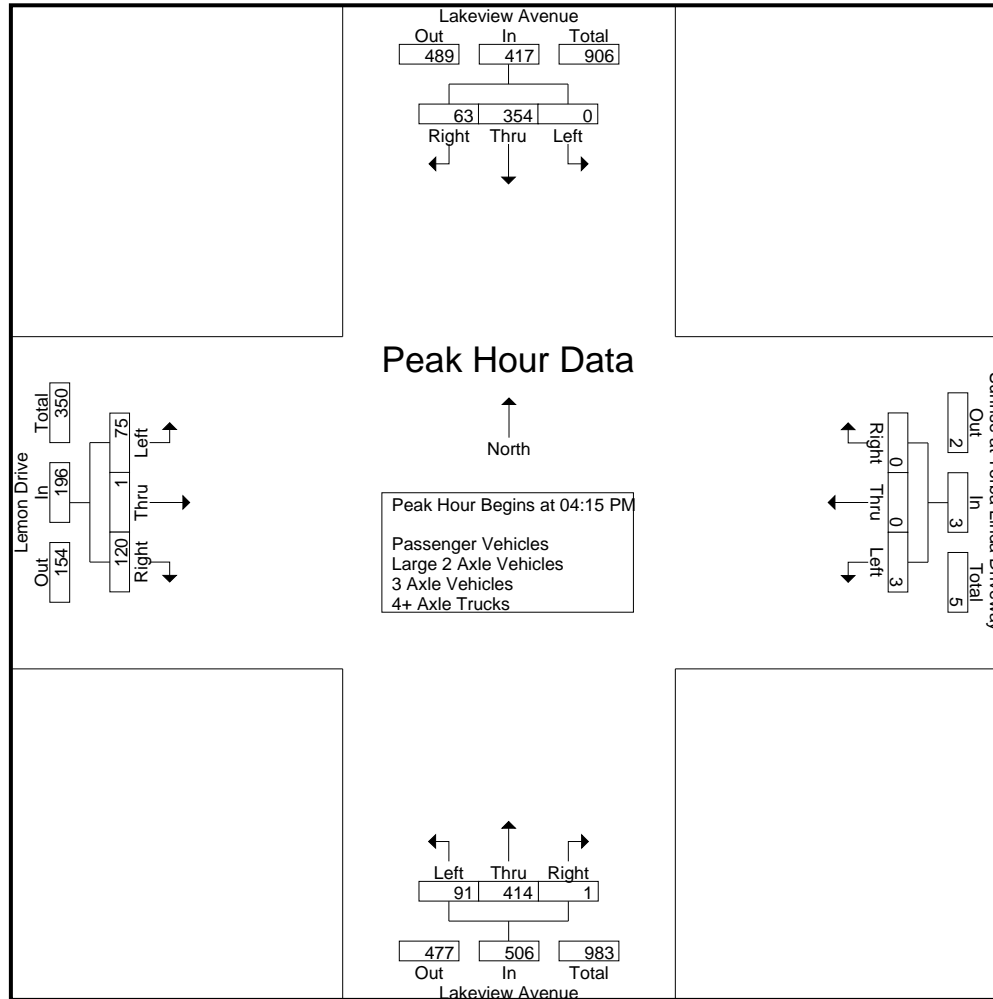 Lakeview Avenue
Out In Total
489 417 906
63 354 0
Right Thru Left
Peak Hour Data
North
Peak Hour Begins at 04:15 PM
Passenger Vehicles
Large 2 Axle Vehicles
3 Axle Vehicles
4+ Axle Trucks
Lemon Drive
Out In Total
154 196 350
120 1 75
Right Thru Left
Out In Total
2 3 5
0 0 3
Right Thru Left
Left Thru Right
91 414 1
477 506 983
Out In Total
Lakeview Avenue